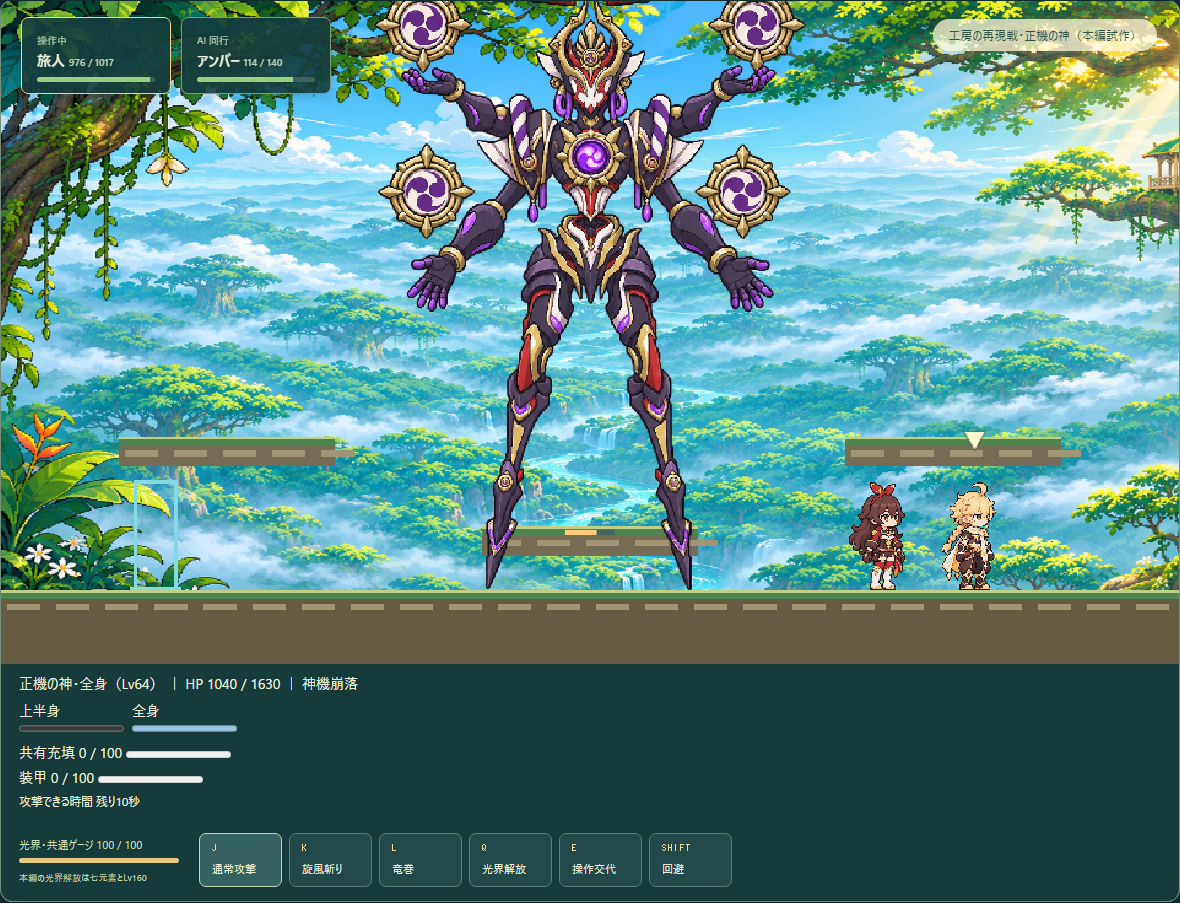 操作中
旅人 976 / 1017
AI 同行
アンバー 114 / 140
工房の再現戦・正機の神（本編試作）
正機の神・全身（Lv64） ｜ HP 1040 / 1630 ｜ 神機崩落
上半身 全身
共有充填 0 / 100
装甲 0 / 100
攻撃できる時間 残り10秒
光界・共通ゲージ 100 / 100
本編の光界解放は七元素とLv160
J
通常攻撃
K
旋風斬り
L
竜巻
Q
光界解放
E
操作交代
SHIFT
回避